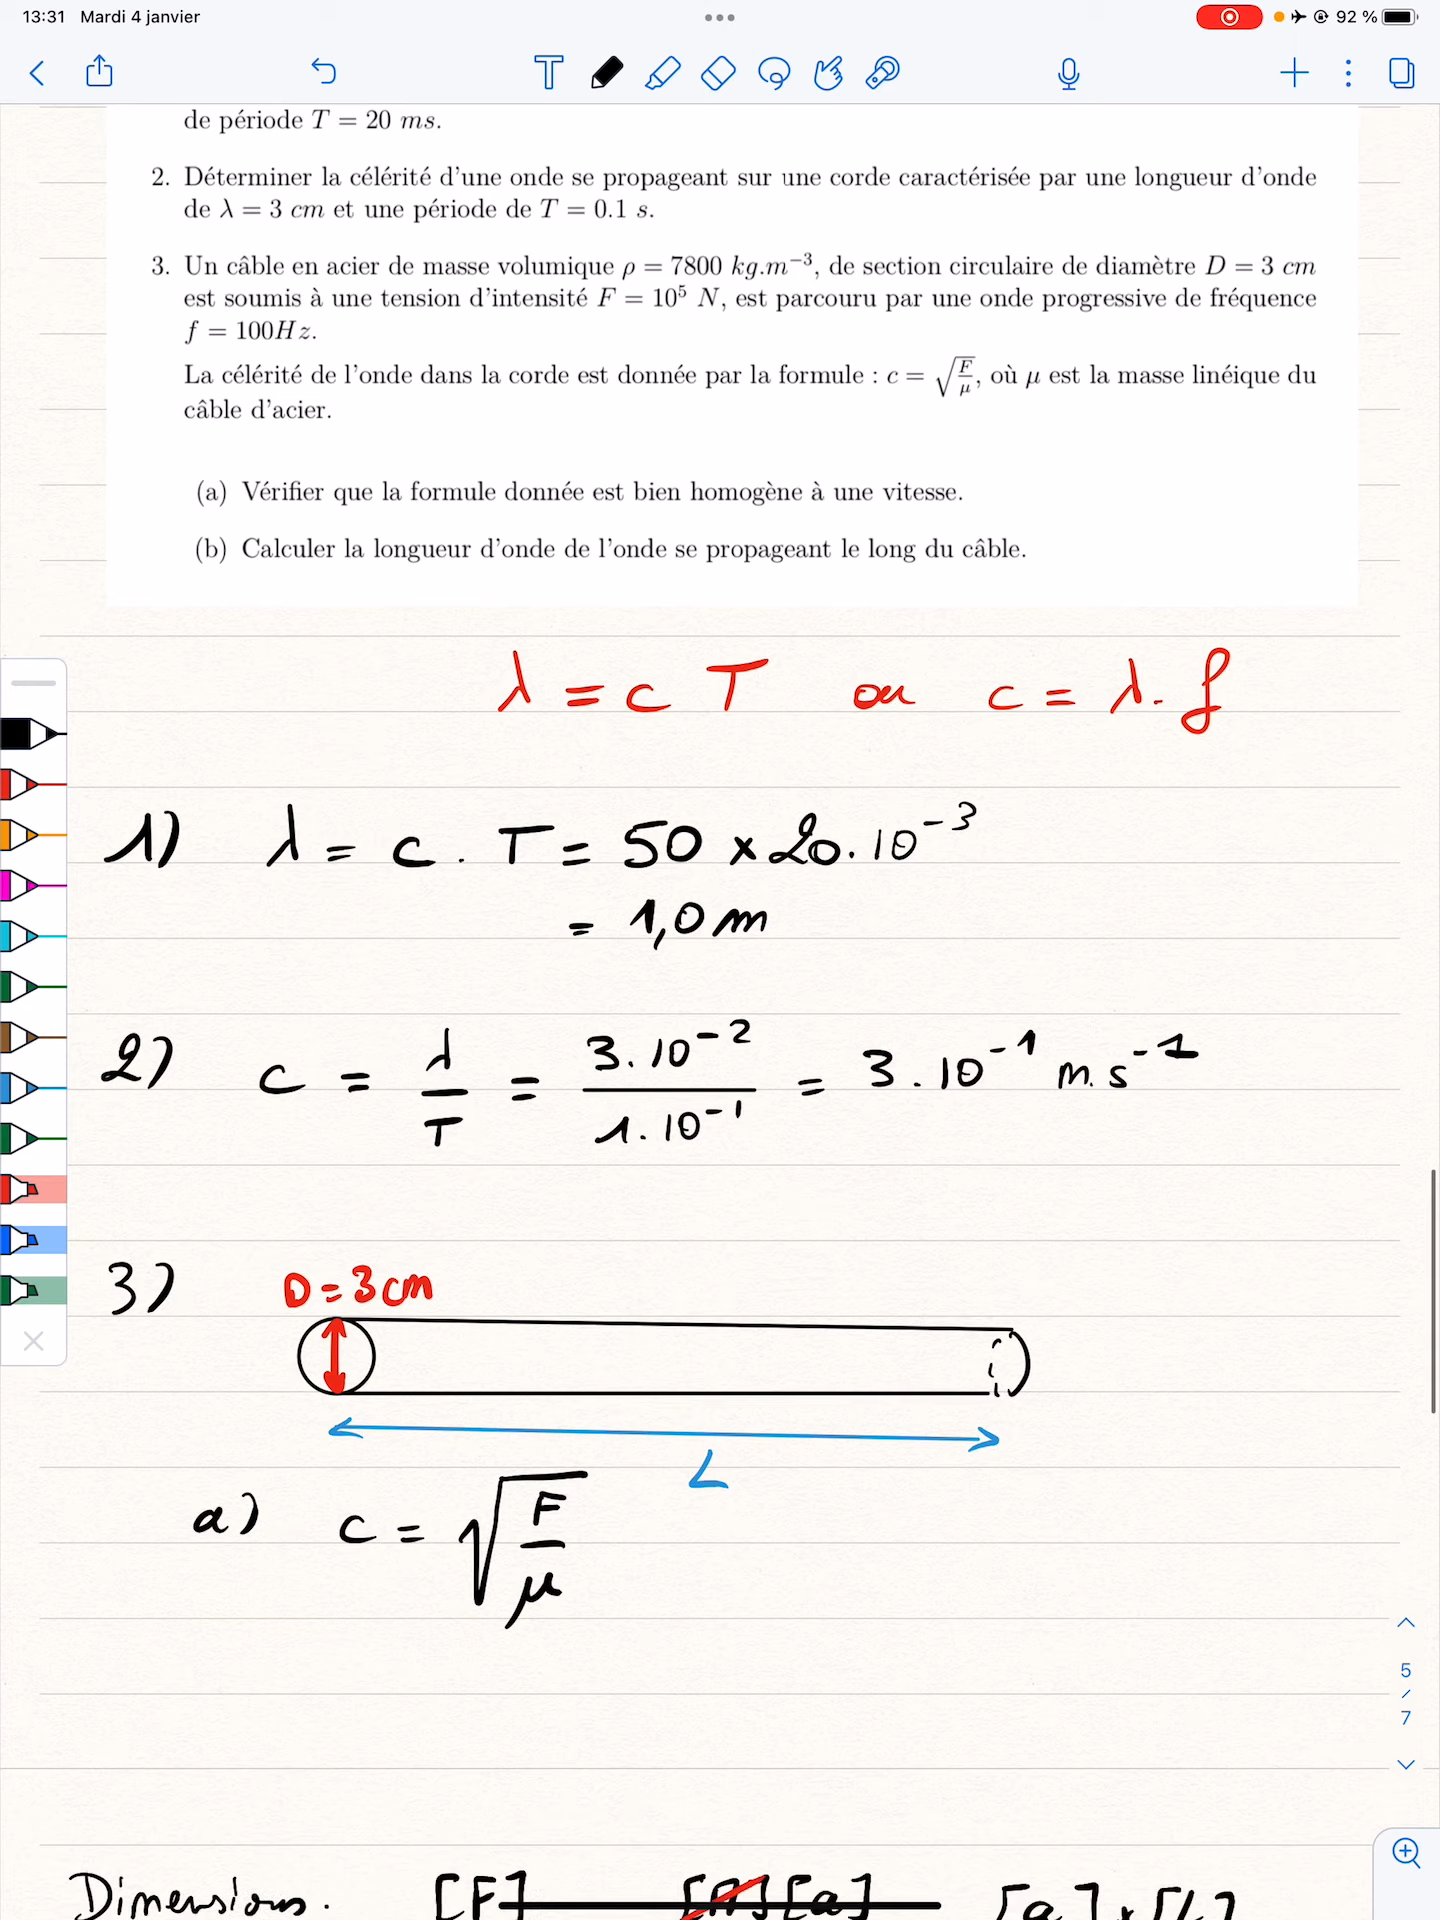 13:31 Mardi 4 janvier 92 %
T
de période T = 20 ms.
2. Déterminer la célérité d'une onde se propageant sur une corde caractérisée par une longueur d'onde
de λ = 3 cm et une période de T = 0.1 s.
3. Un câble en acier de masse volumique ρ = 7800 kg.m⁻³, de section circulaire de diamètre D = 3 cm
est soumis à une tension d'intensité F = 10⁵ N, est parcouru par une onde progressive de fréquence
f = 100Hz.
La célérité de l'onde dans la corde est donnée par la formule : c = √(F/μ), où μ est la masse linéique du
câble d'acier.
(a) Vérifier que la formule donnée est bien homogène à une vitesse.
(b) Calculer la longueur d'onde de l'onde se propageant le long du câble.
λ = c T ou c = λ. f
1) λ = c . T = 50 × 20. 10⁻³
= 1,0 m
2) c = λ/T = 3. 10⁻²/1. 10⁻¹ = 3 . 10⁻¹ m. s⁻¹
3) D = 3 cm
L
a) c = √(F/μ)
5
/
7
Dimensions. [F] [a] [a] × [L]